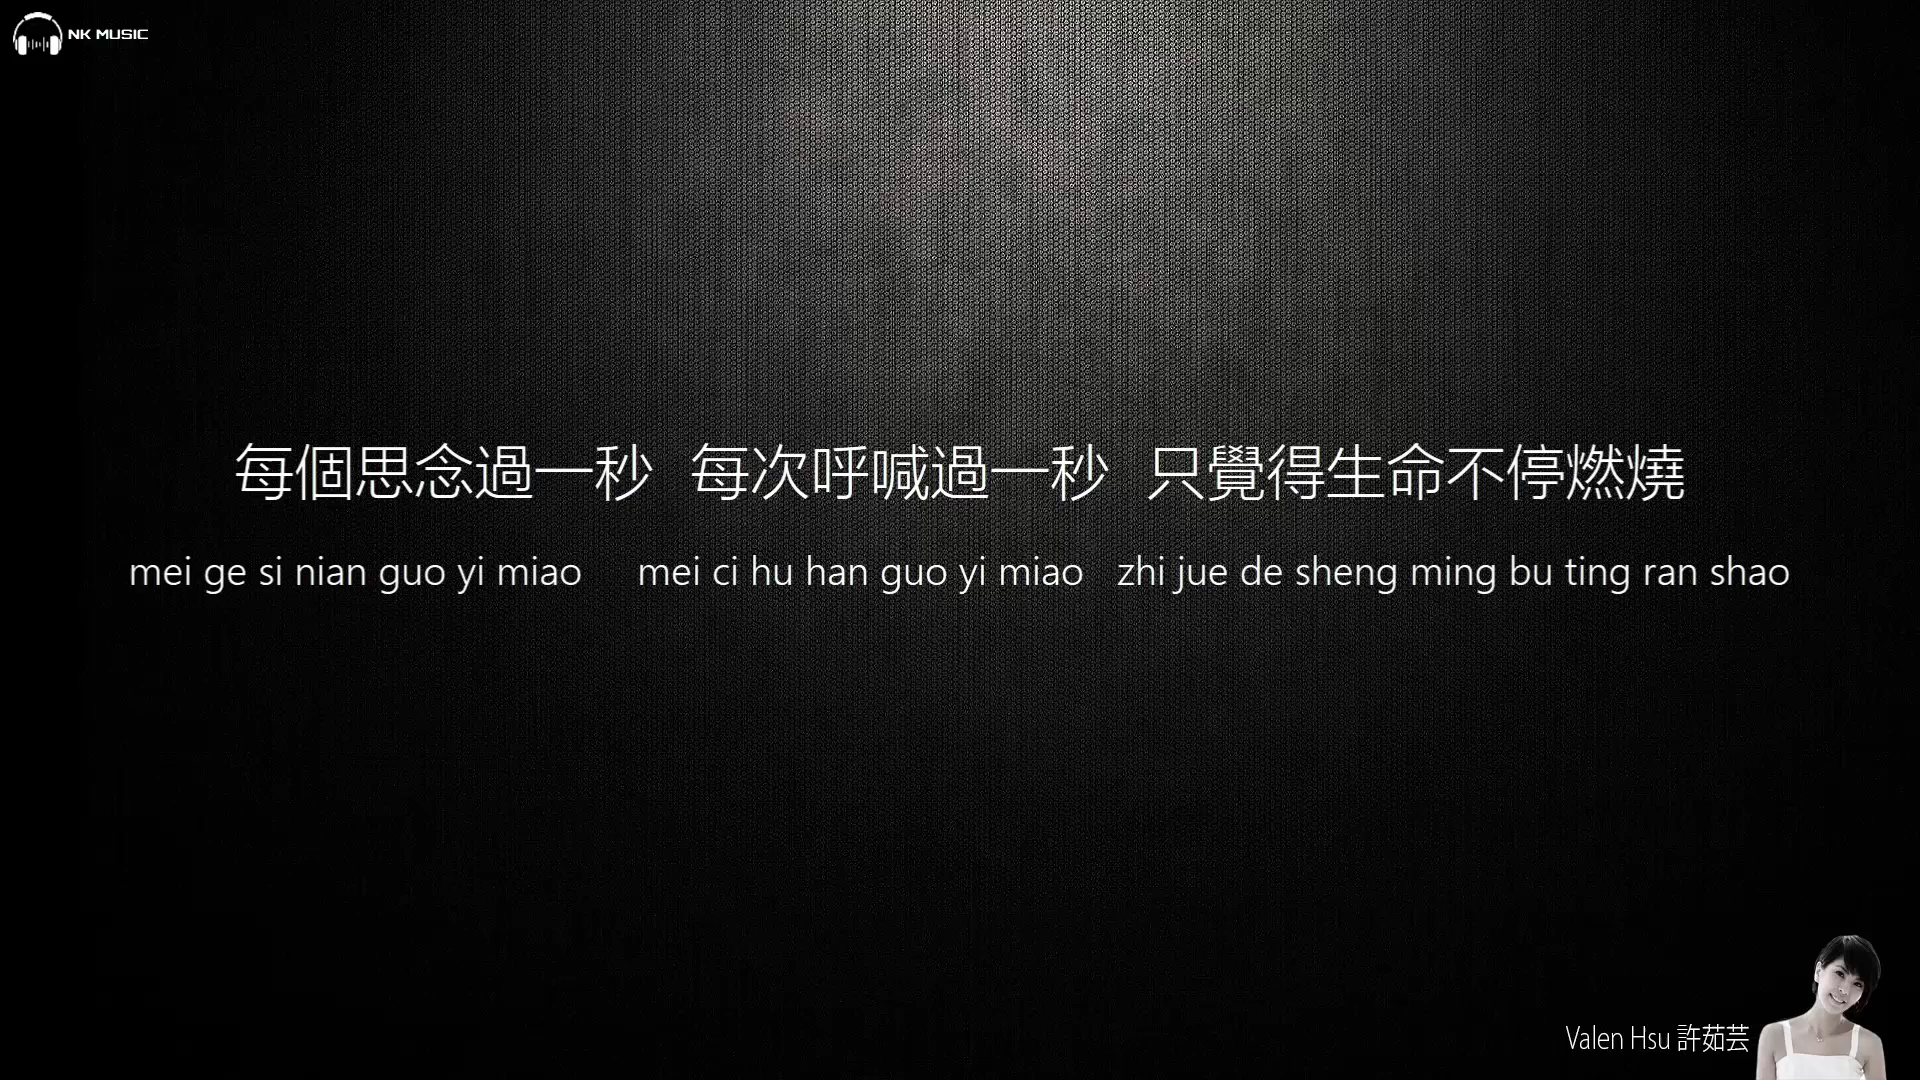 NK MUSIC
每個思念過一秒 每次呼喊過一秒 只覺得生命不停燃燒
mei ge si nian guo yi miao mei ci hu han guo yi miao zhi jue de sheng ming bu ting ran shao
Valen Hsu 許茹芸